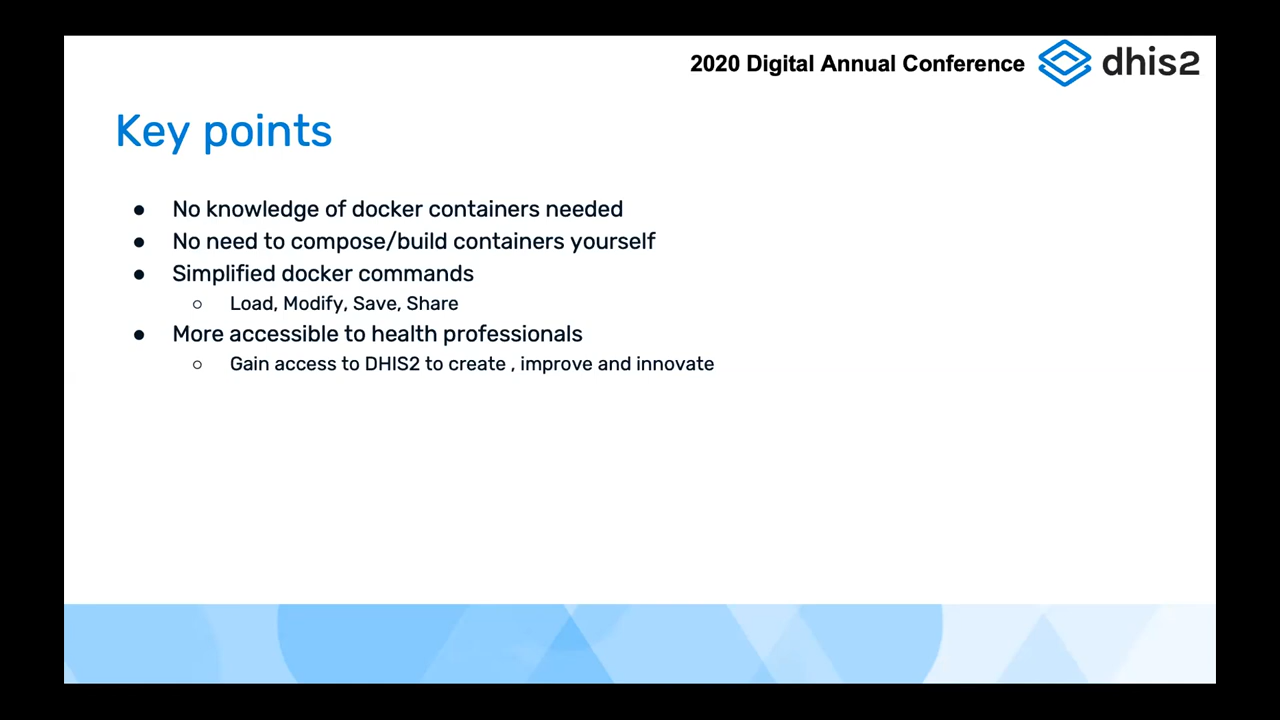 2020 Digital Annual Conference dhis2
Key points
● No knowledge of docker containers needed
● No need to compose/build containers yourself
● Simplified docker commands
○ Load, Modify, Save, Share
● More accessible to health professionals
○ Gain access to DHIS2 to create , improve and innovate